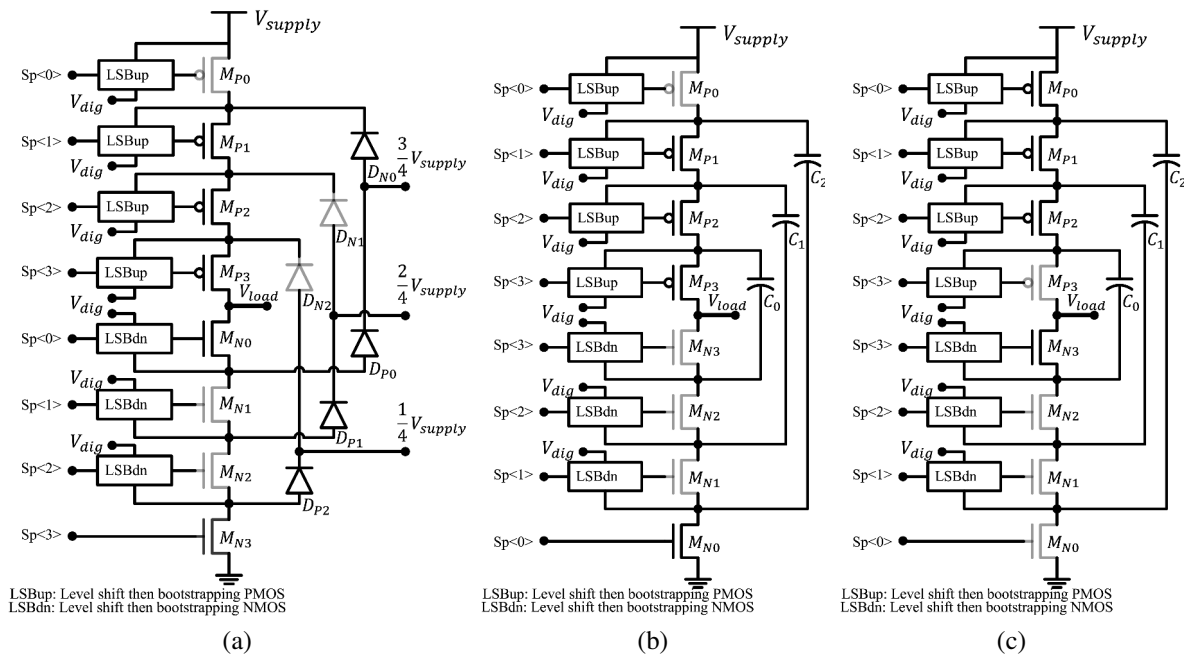 V_supply
Sp<0>
LSBup
M_P0
V_dig
Sp<1>
LSBup
M_P1
V_dig
D_N0
3/4 V_supply
Sp<2>
LSBup
M_P2
V_dig
D_N1
Sp<3>
LSBup
M_P3
V_dig
D_N2
V_load
2/4 V_supply
Sp<0>
LSBdn
M_N0
D_P0
V_dig
Sp<1>
LSBdn
M_N1
D_P1
1/4 V_supply
V_dig
Sp<2>
LSBdn
M_N2
D_P2
Sp<3>
M_N3
LSBup: Level shift then bootstrapping PMOS
LSBdn: Level shift then bootstrapping NMOS
(a)
V_supply
Sp<0>
LSBup
M_P0
V_dig
Sp<1>
LSBup
M_P1
V_dig
C_2
Sp<2>
LSBup
M_P2
V_dig
C_1
Sp<3>
LSBup
M_P3
V_dig
C_0
V_load
Sp<3>
LSBdn
M_N3
V_dig
Sp<2>
LSBdn
M_N2
V_dig
Sp<1>
LSBdn
M_N1
Sp<0>
M_N0
LSBup: Level shift then bootstrapping PMOS
LSBdn: Level shift then bootstrapping NMOS
(b)
V_supply
Sp<0>
LSBup
M_P0
V_dig
Sp<1>
LSBup
M_P1
V_dig
C_2
Sp<2>
LSBup
M_P2
V_dig
C_1
Sp<3>
LSBup
M_P3
V_dig
C_0
V_load
Sp<3>
LSBdn
M_N3
V_dig
Sp<2>
LSBdn
M_N2
V_dig
Sp<1>
LSBdn
M_N1
Sp<0>
M_N0
LSBup: Level shift then bootstrapping PMOS
LSBdn: Level shift then bootstrapping NMOS
(c)